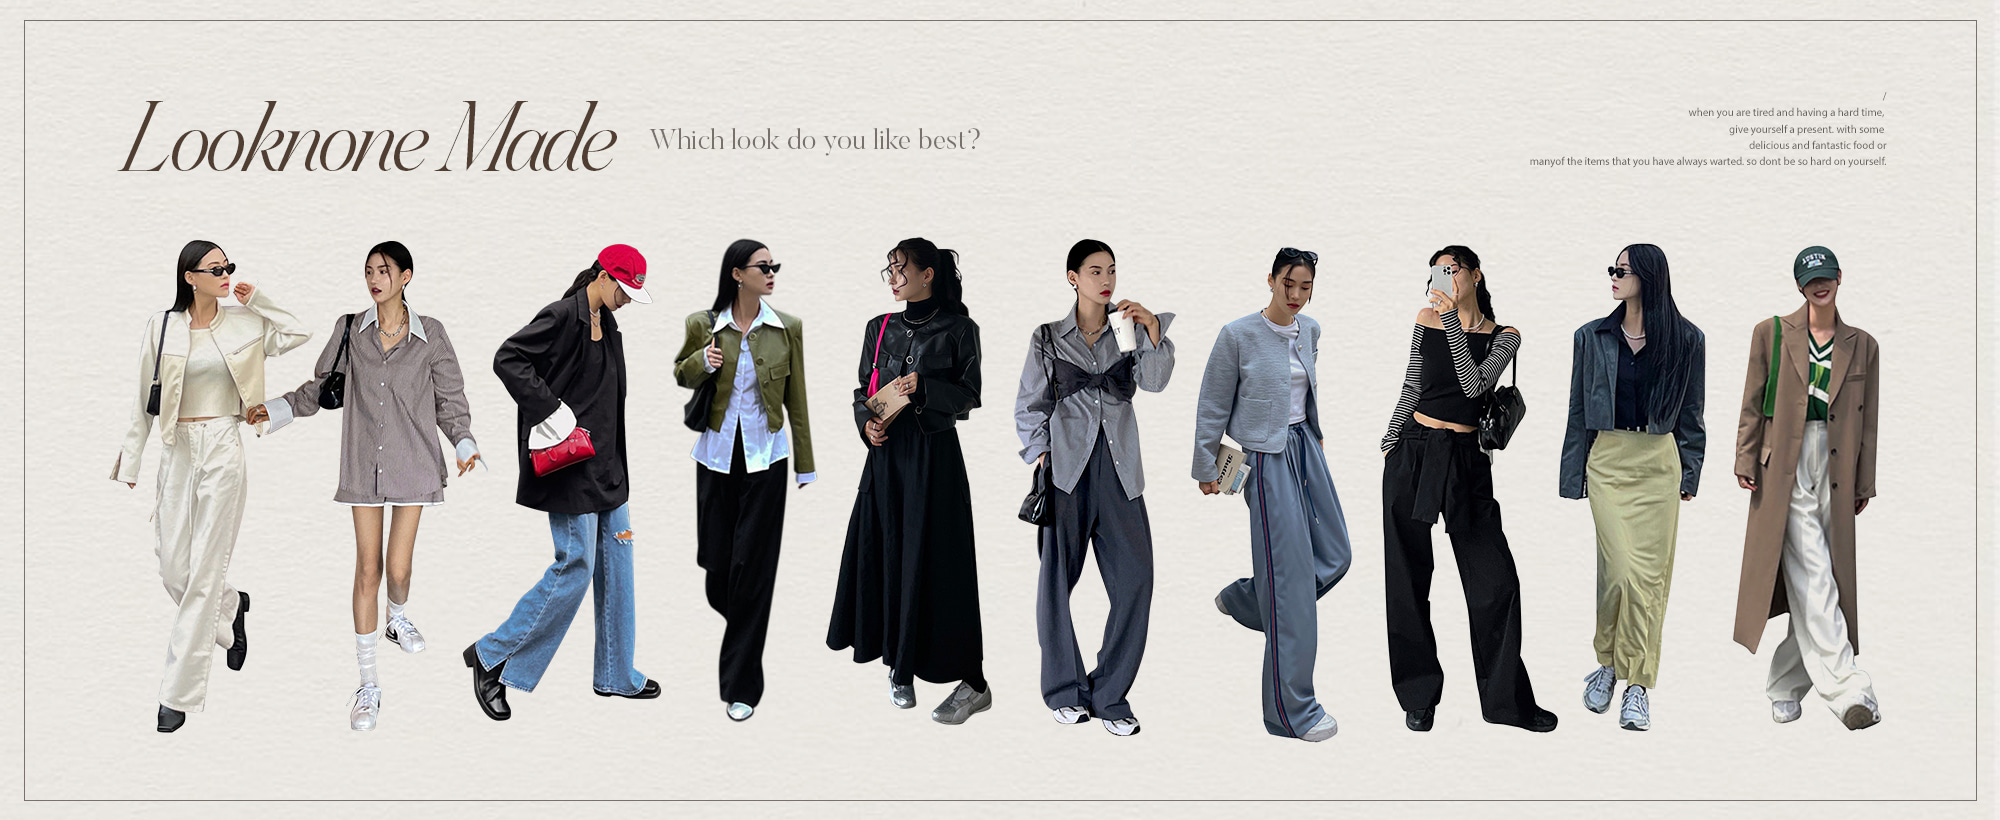 Looknone Made
Which look do you like best?
/
when you are tired and having a hard time,
give yourself a present. with some
delicious and fantastic food or
manyof the items that you have always warted. so dont be so hard on yourself.
AUSTIN